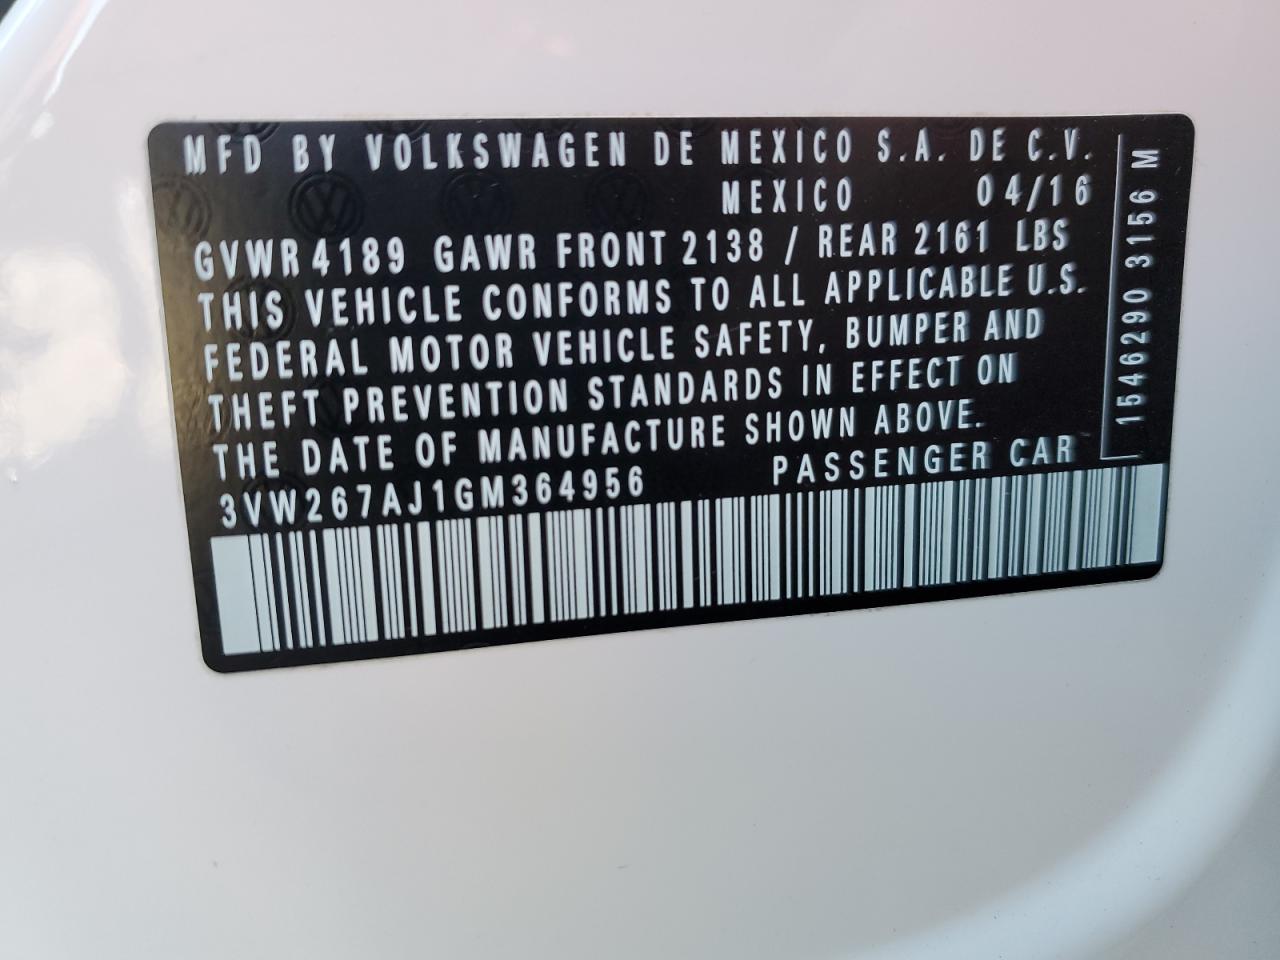 MFD BY VOLKSWAGEN DE MEXICO S.A. DE C.V.
MEXICO 04/16
GVWR 4189 GAWR FRONT 2138 / REAR 2161 LBS
THIS VEHICLE CONFORMS TO ALL APPLICABLE U.S.
FEDERAL MOTOR VEHICLE SAFETY, BUMPER AND
THEFT PREVENTION STANDARDS IN EFFECT ON
THE DATE OF MANUFACTURE SHOWN ABOVE.
3VW267AJ1GM364956 PASSENGER CAR
1546290 3156 M